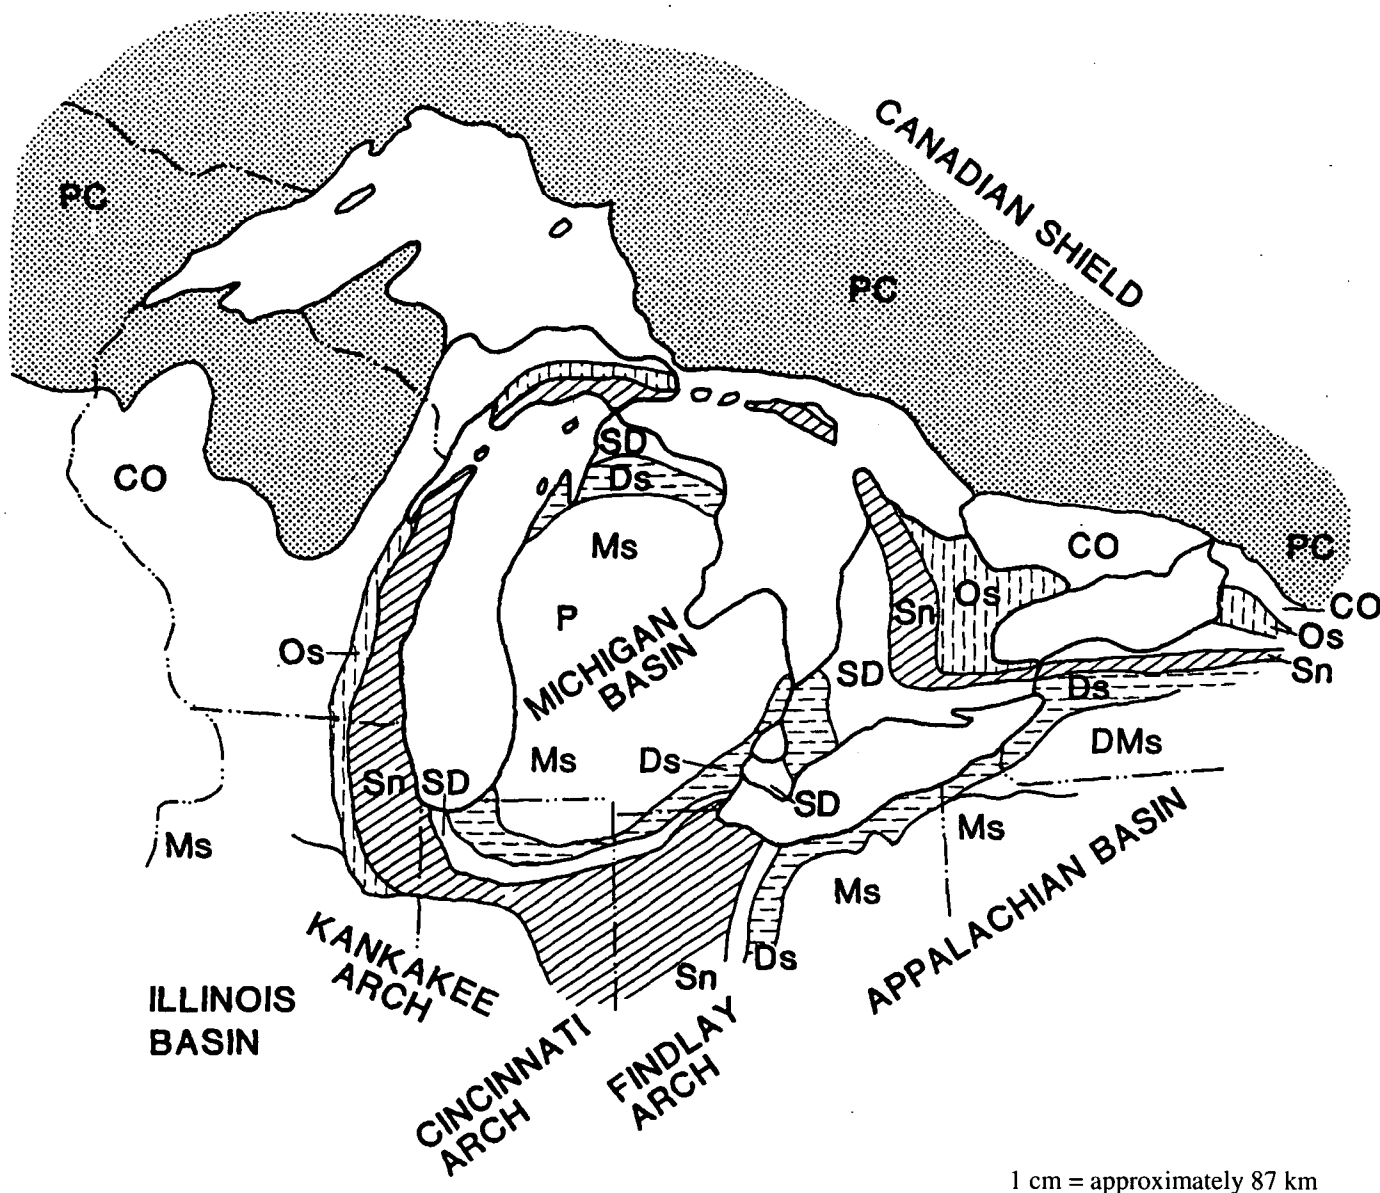 CANADIAN SHIELD
PC
PC
SD
Ds
CO
CO
PC
Ms
Os
CO
P
Sn
Os
Os
MICHIGAN
BASIN
SD
Sn
Ds
DMs
Ms
Ds
Sn
SD
SD
Ms
Ms
Ms
APPALACHIAN BASIN
KANKAKEE
ARCH
Ds
Sn
ILLINOIS
BASIN
CINCINNATI
ARCH
FINDLAY
ARCH
1 cm = approximately 87 km